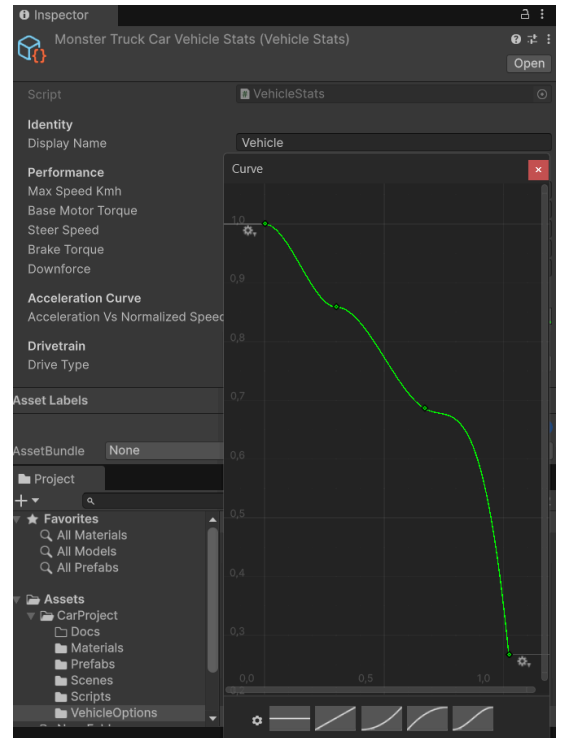 Inspector
Monster Truck Car Vehicle Stats (Vehicle Stats)
Open
Script
VehicleStats
Identity
Display Name
Vehicle
Performance
Max Speed Kmh
Base Motor Torque
Steer Speed
Brake Torque
Downforce
Acceleration Curve
Acceleration Vs Normalized Speed
Drivetrain
Drive Type
Asset Labels
AssetBundle
None
Curve
1,0
0,9
0,8
0,7
0,6
0,5
0,4
0,3
0,0
0,5
1,0
Project
Favorites
All Materials
All Models
All Prefabs
Assets
CarProject
Docs
Materials
Prefabs
Scenes
Scripts
VehicleOptions